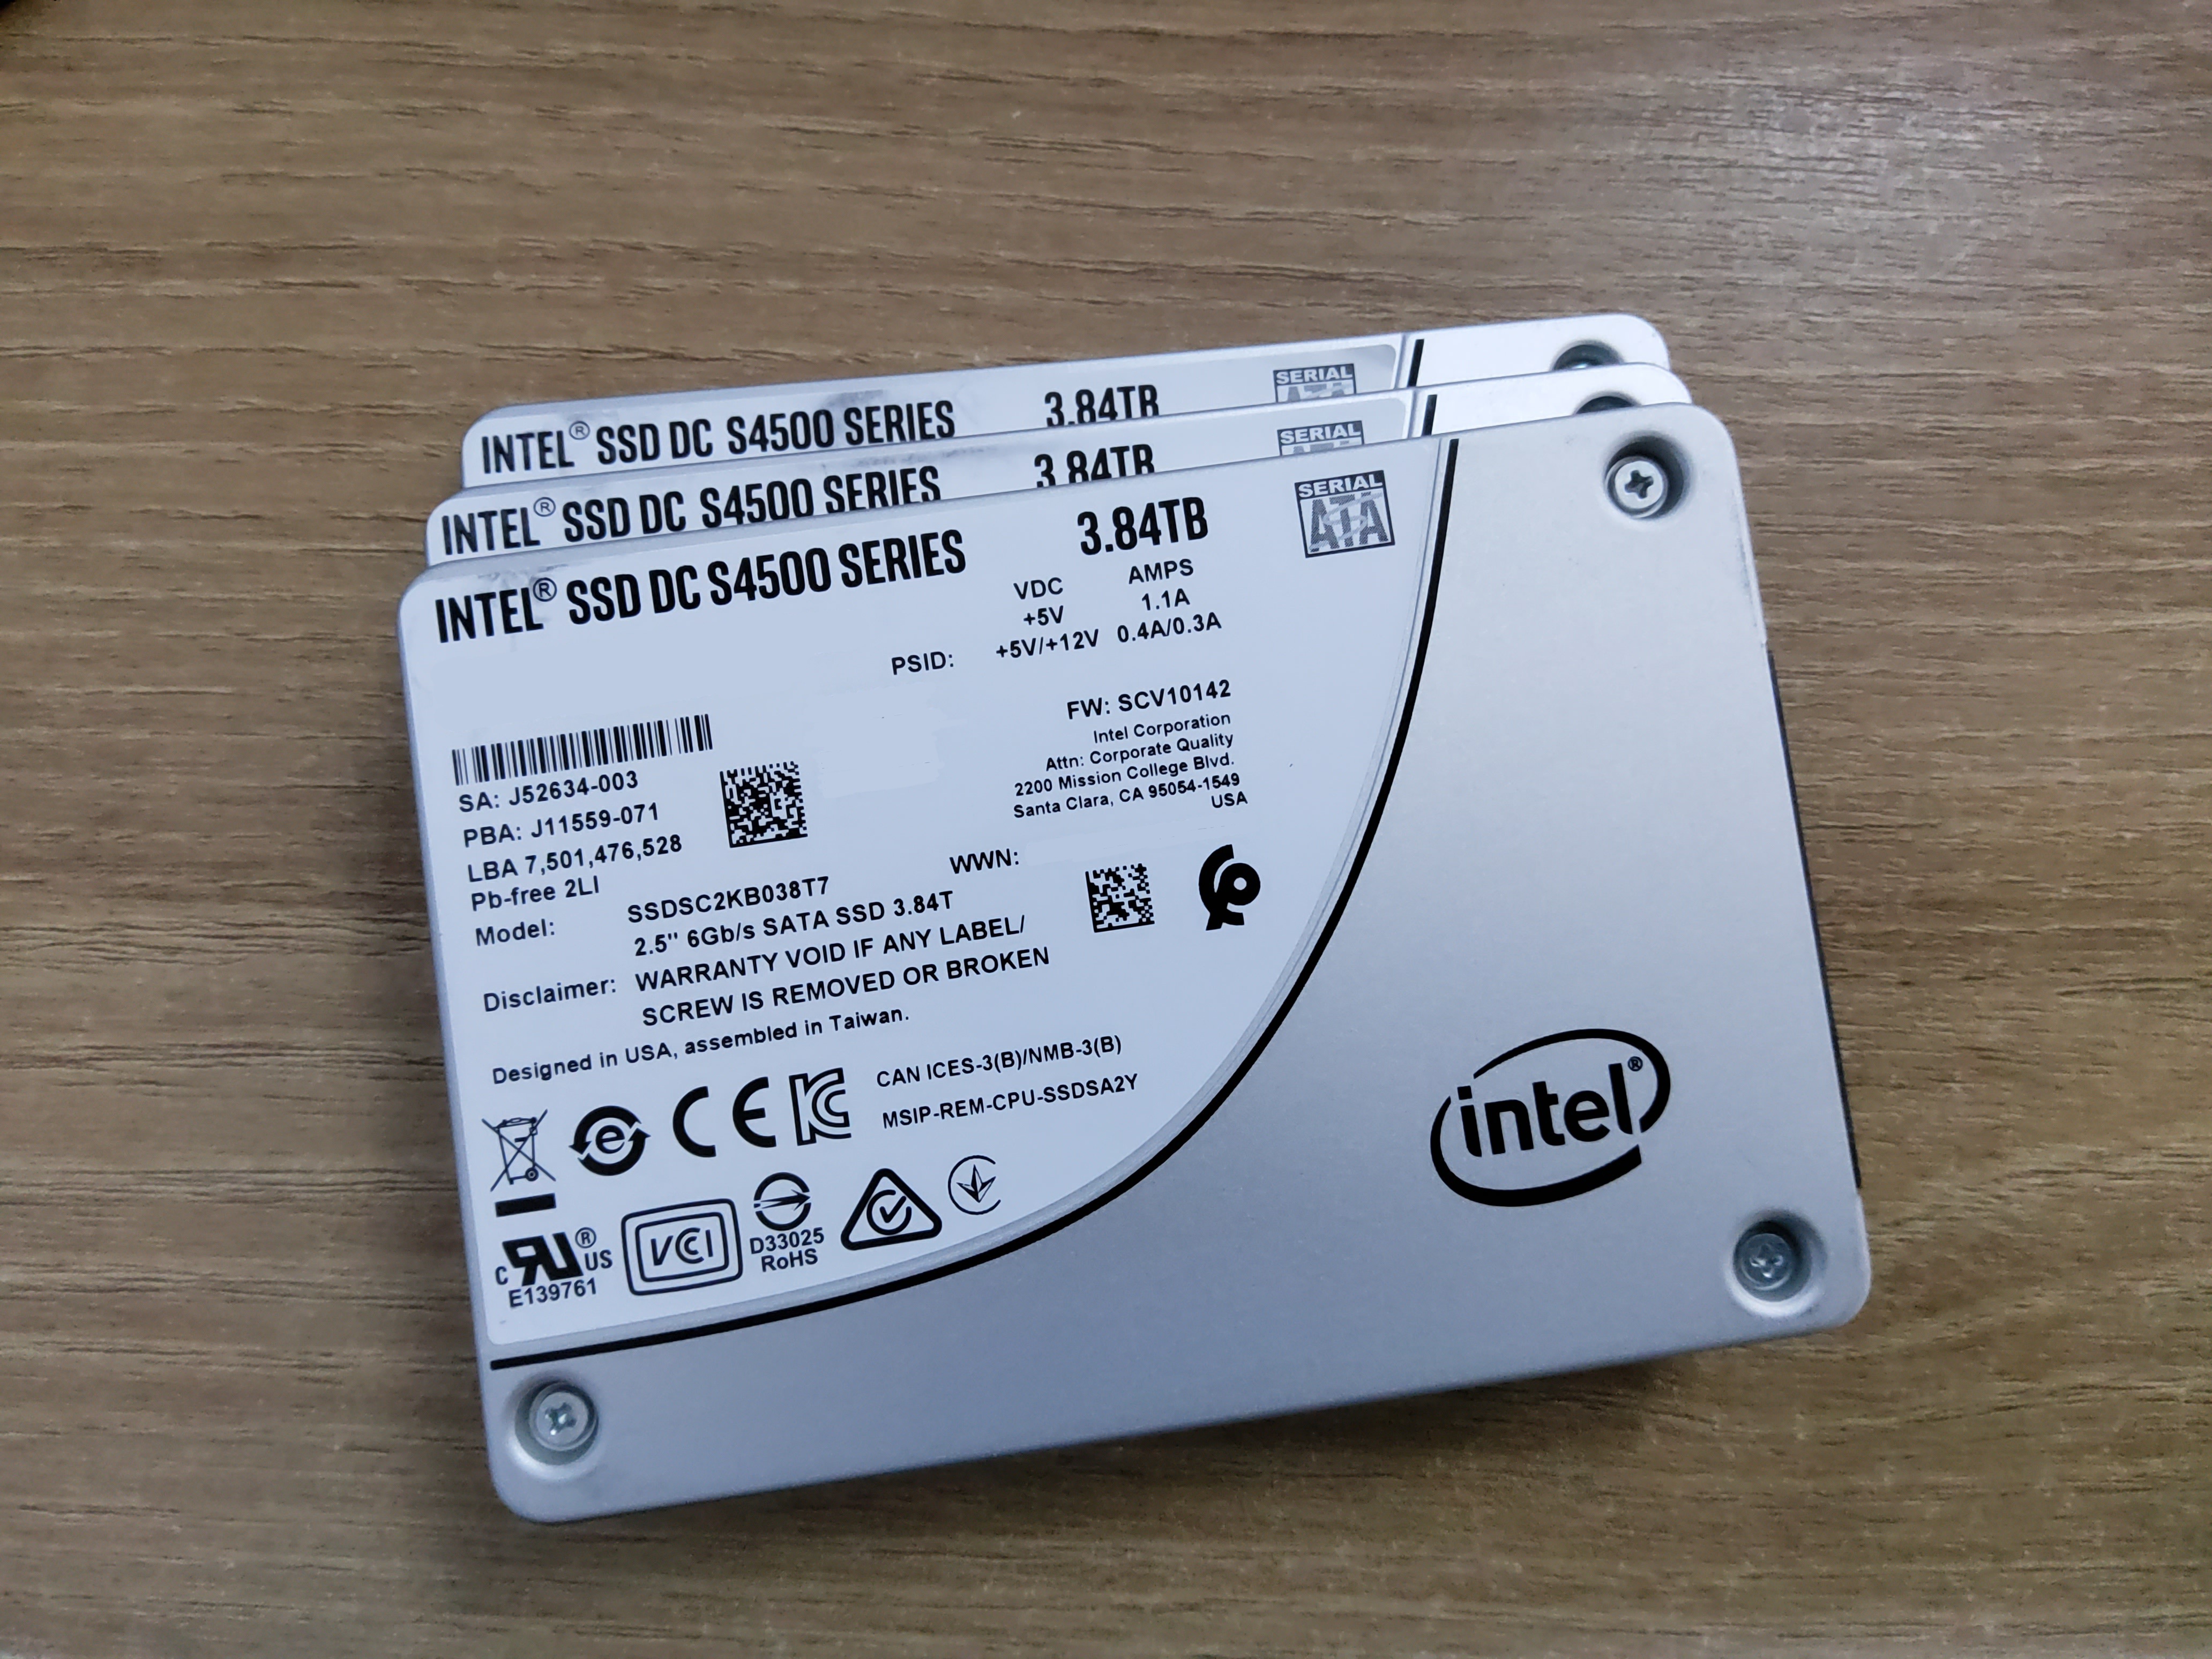 INTEL® SSD DC S4500 SERIES 3.84TB SERIAL
INTEL® SSD DC S4500 SERIES 3.84TB SERIAL
INTEL® SSD DC S4500 SERIES 3.84TB SERIAL ATA
VDC AMPS
+5V 1.1A
PSID: +5V/+12V 0.4A/0.3A
FW: SCV10142
Intel Corporation
Attn: Corporate Quality
2200 Mission College Blvd.
Santa Clara, CA 95054-1549
USA
SA: J52634-003
PBA: J11559-071
LBA 7,501,476,528
Pb-free 2LI
WWN:
Model: SSDSC2KB038T7
2.5" 6Gb/s SATA SSD 3.84T
Disclaimer: WARRANTY VOID IF ANY LABEL/
SCREW IS REMOVED OR BROKEN
Designed in USA, assembled in Taiwan.
CAN ICES-3(B)/NMB-3(B)
MSIP-REM-CPU-SSDSA2Y
e CE
c RU® US
E139761
VCI
D33025
RoHS
intel®